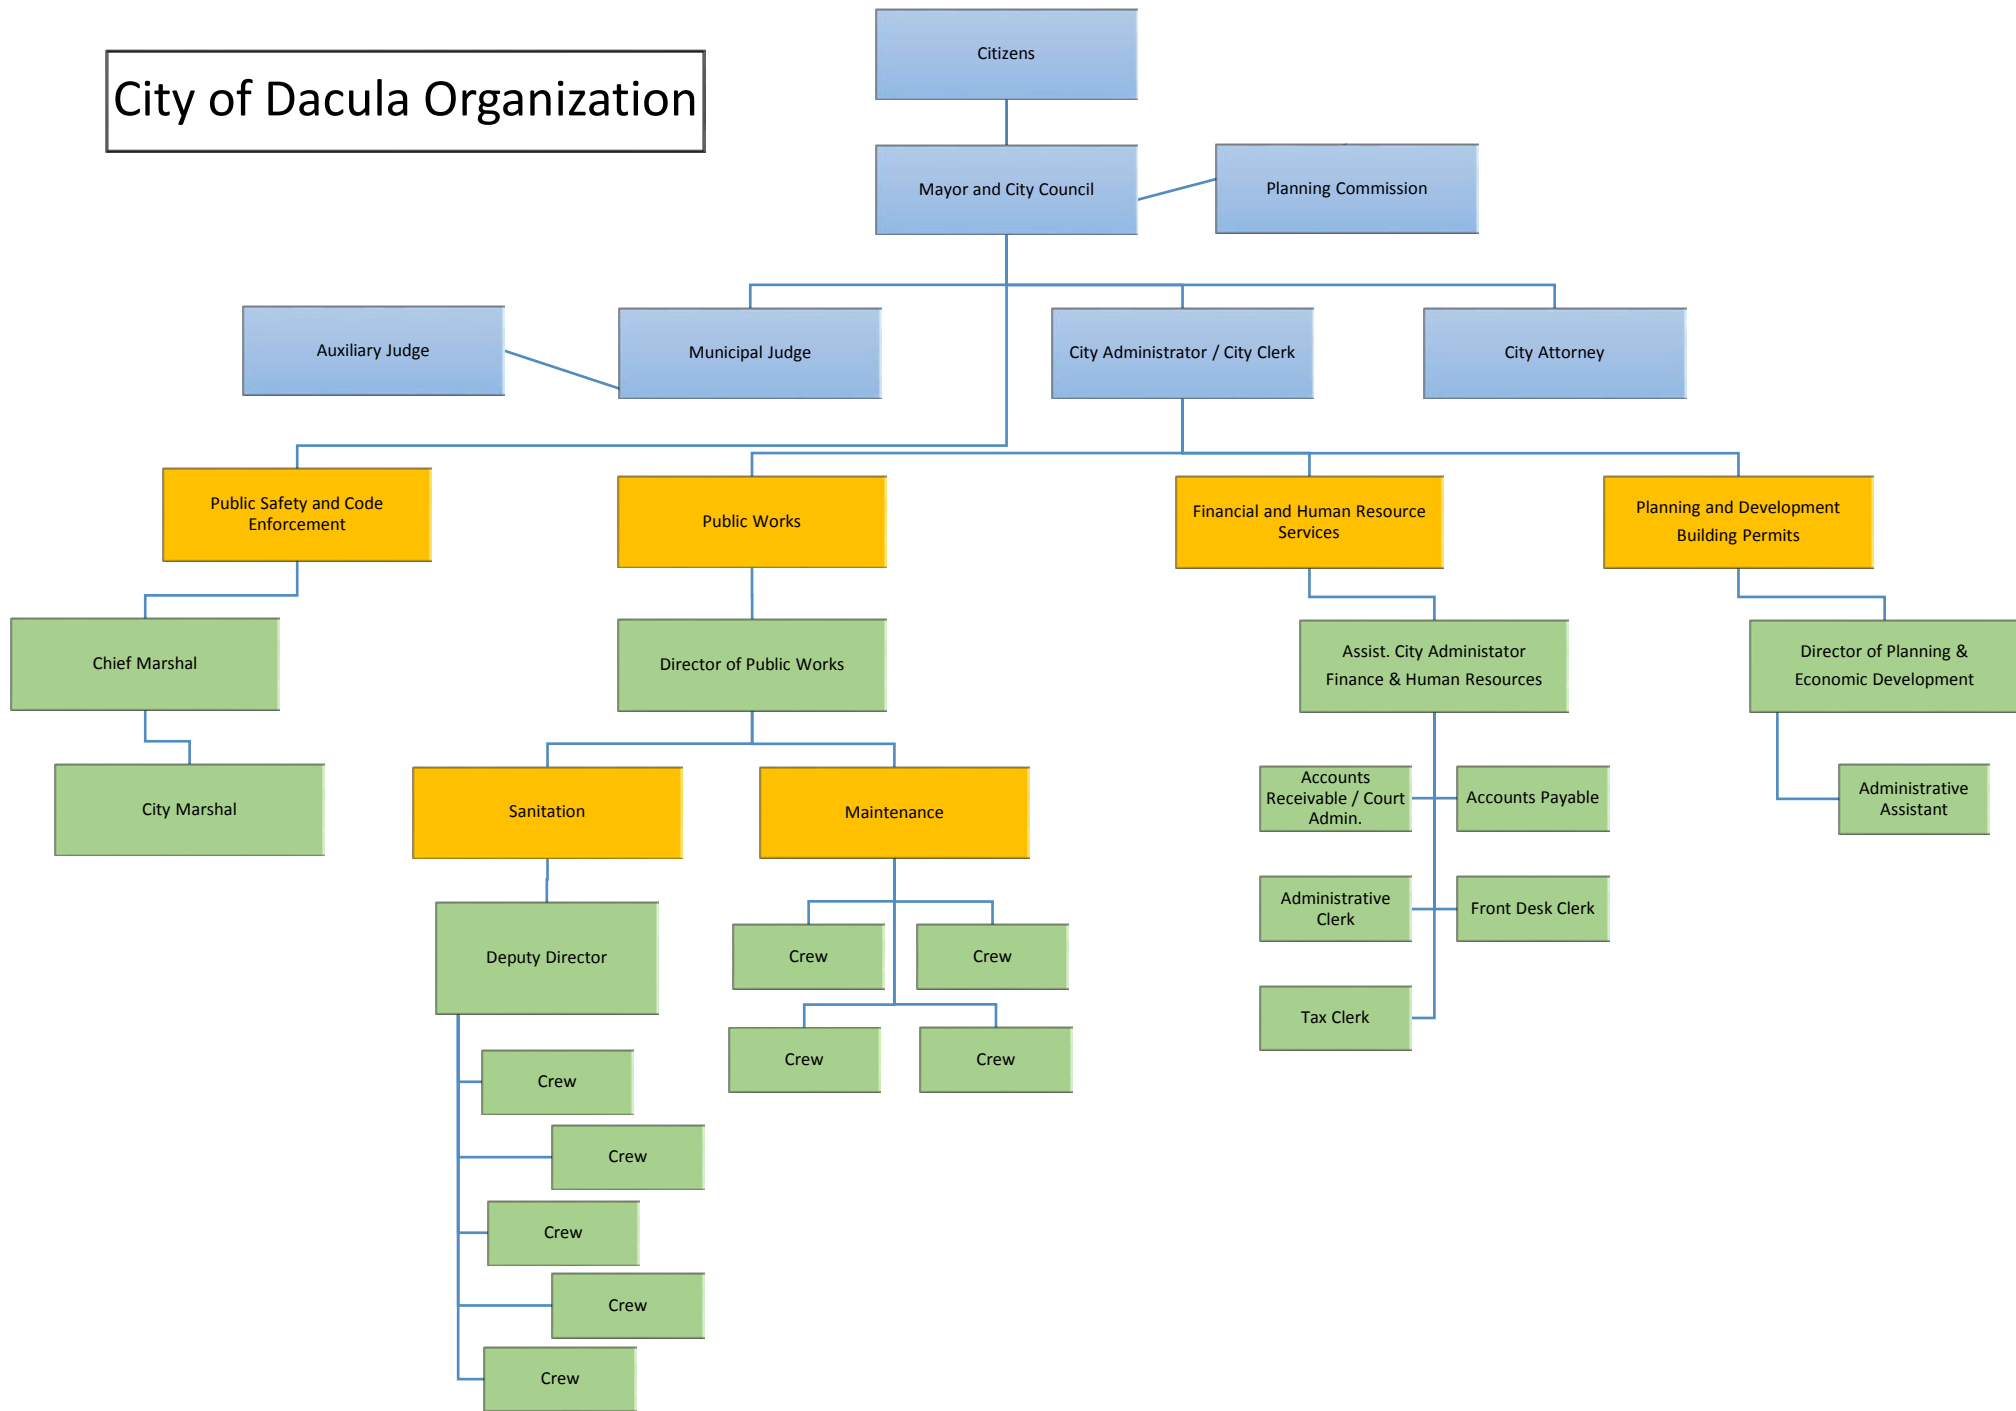 Citizens
City of Dacula Organization
Mayor and City Council
Planning Commission
Auxiliary Judge
Municipal Judge
City Administrator / City Clerk
City Attorney
Public Safety and Code
Enforcement
Public Works
Financial and Human Resource
Services
Planning and Development
Building Permits
Chief Marshal
Director of Public Works
Assist. City Administator
Finance & Human Resources
Director of Planning &
Economic Development
City Marshal
Sanitation
Maintenance
Accounts
Receivable / Court
Admin.
Accounts Payable
Administrative
Assistant
Deputy Director
Crew
Crew
Administrative
Clerk
Front Desk Clerk
Crew
Crew
Tax Clerk
Crew
Crew
Crew
Crew
Crew